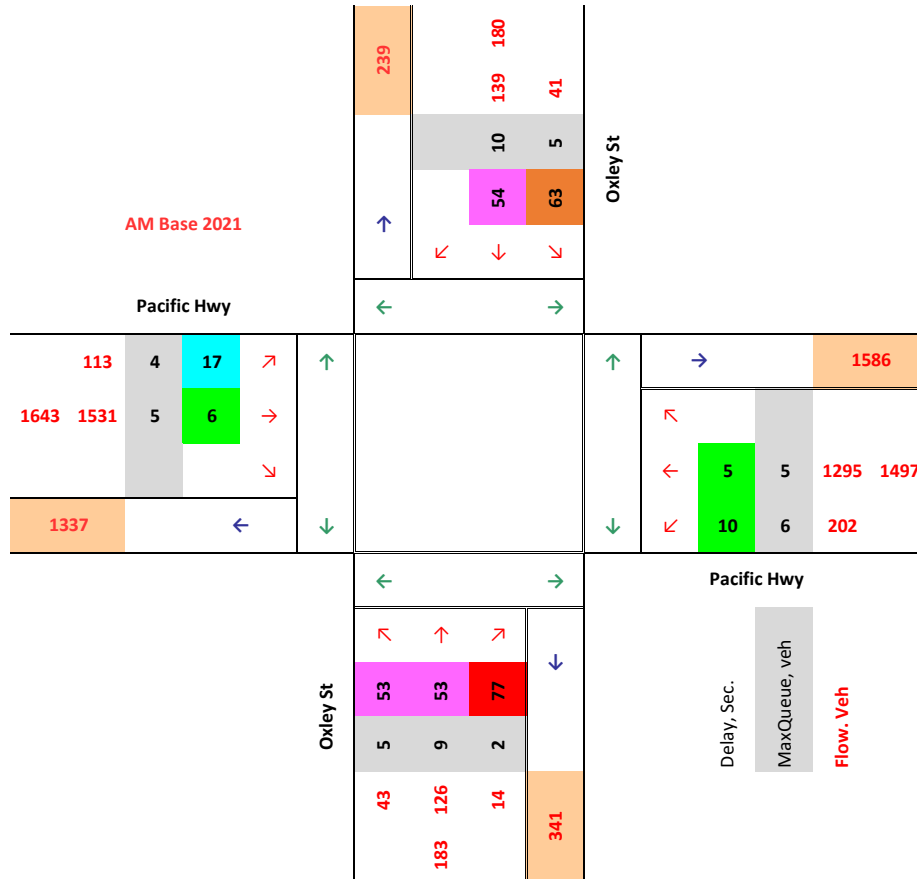 239
180
139 41
10 5
54 63
Oxley St
AM Base 2021
↑
↙ ↓ ↘
Pacific Hwy
← →
113 4 17 ↗
1643 1531 5 6 →
↘
1337 ←
↑
↓
↑
↓
→ 1586
↖
← 5 5 1295 1497
↙ 10 6 202
Pacific Hwy
← →
↖ ↑ ↗
↓
Oxley St
53 53 77
5 9 2
43 126 14
183
341
Delay, Sec.
MaxQueue, veh
Flow. Veh